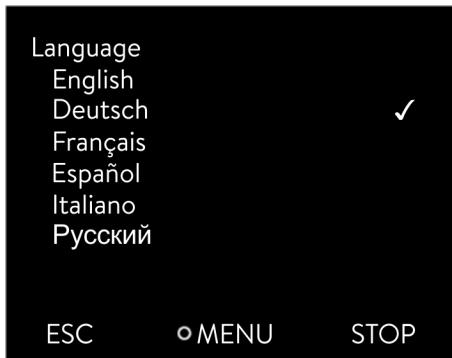 Language
English
Deutsch ✓
Français
Español
Italiano
Русский
ESC MENU STOP